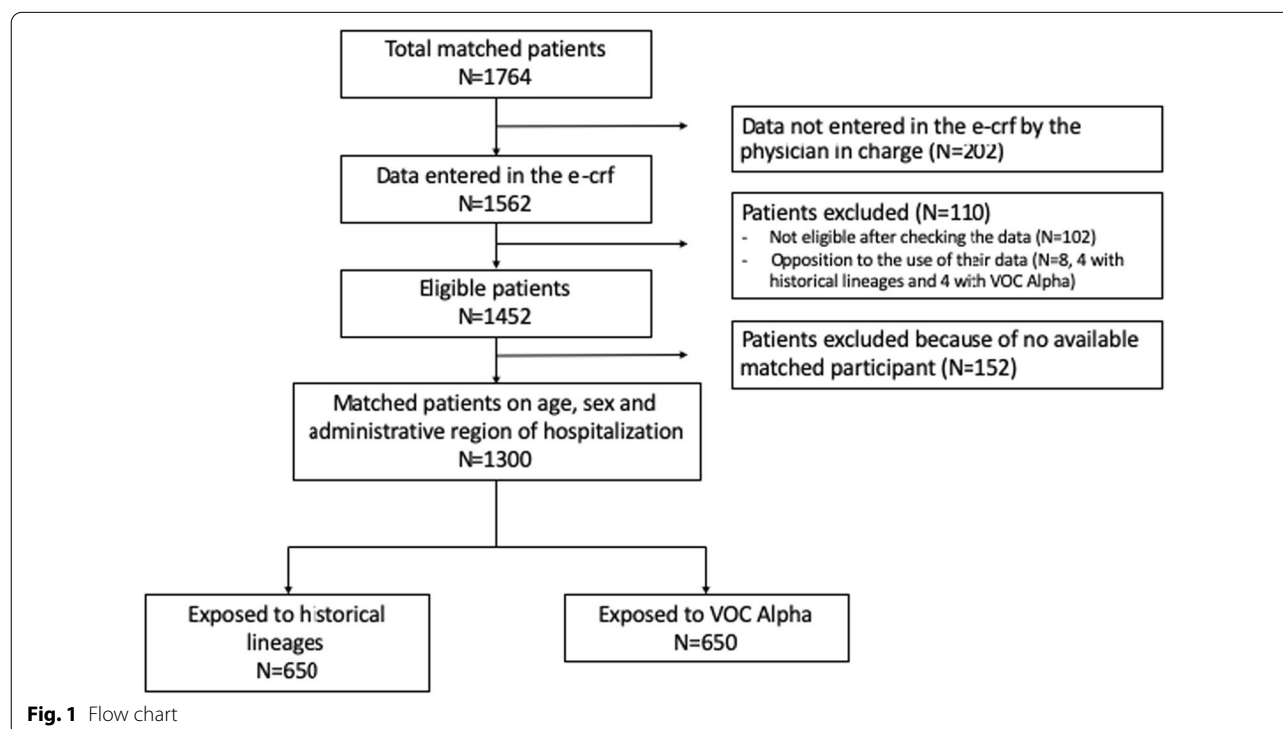 Total matched patients
N=1764
Data not entered in the e-crf by the
physician in charge (N=202)
Data entered in the e-crf
N=1562
Patients excluded (N=110)
- Not eligible after checking the data (N=102)
- Opposition to the use of their data (N=8, 4 with
historical lineages and 4 with VOC Alpha)
Eligible patients
N=1452
Patients excluded because of no available
matched participant (N=152)
Matched patients on age, sex and
administrative region of hospitalization
N=1300
Exposed to historical
lineages
N=650
Exposed to VOC Alpha
N=650
Fig. 1 Flow chart